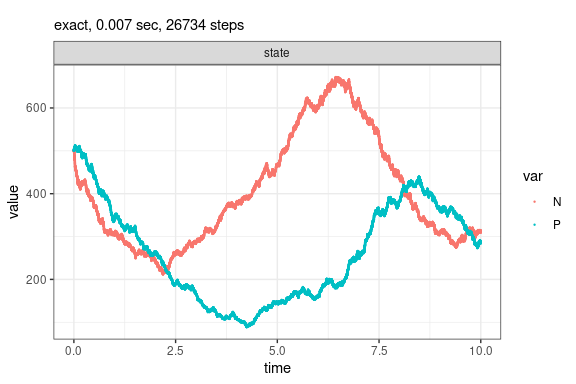 exact, 0.007 sec, 26734 steps
state
value
600
400
200
0.0
2.5
5.0
7.5
10.0
time
var
N
P